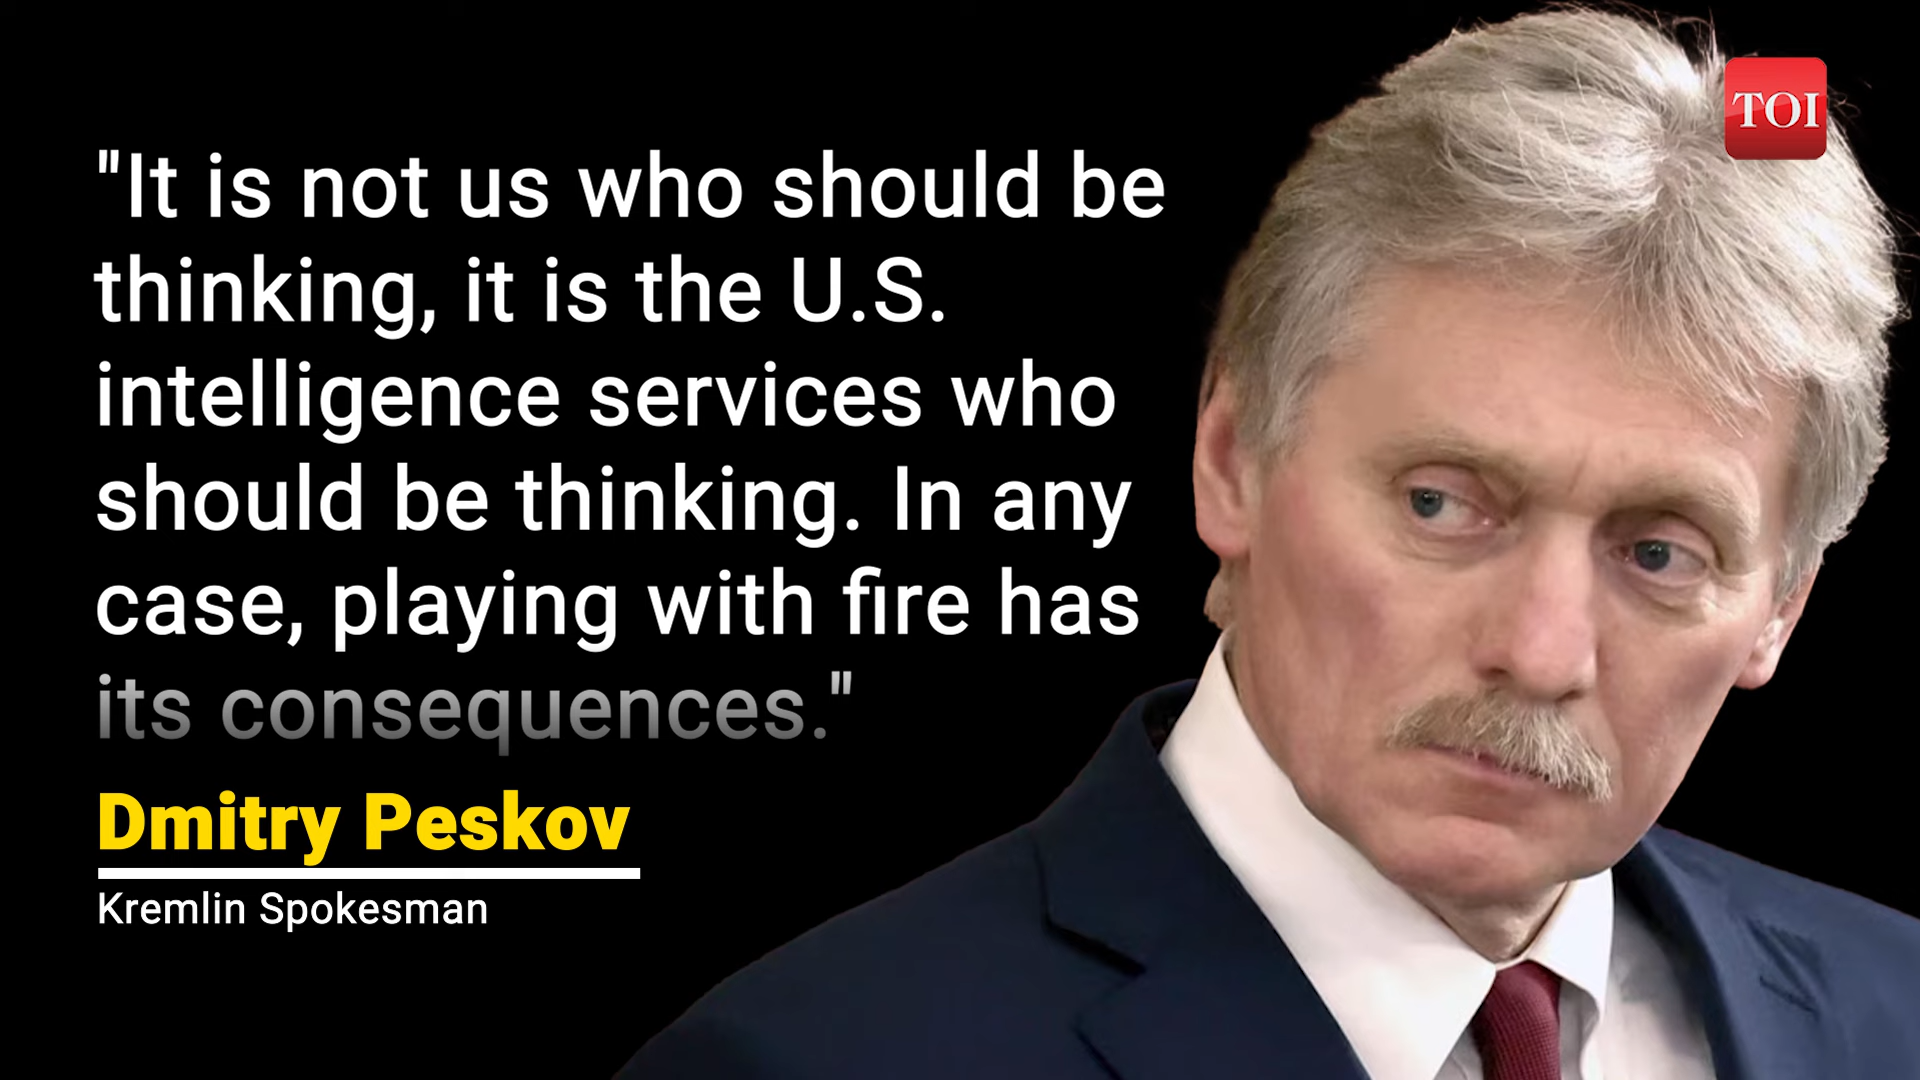 TOI
"It is not us who should be
thinking, it is the U.S.
intelligence services who
should be thinking. In any
case, playing with fire has
its consequences."
Dmitry Peskov
Kremlin Spokesman